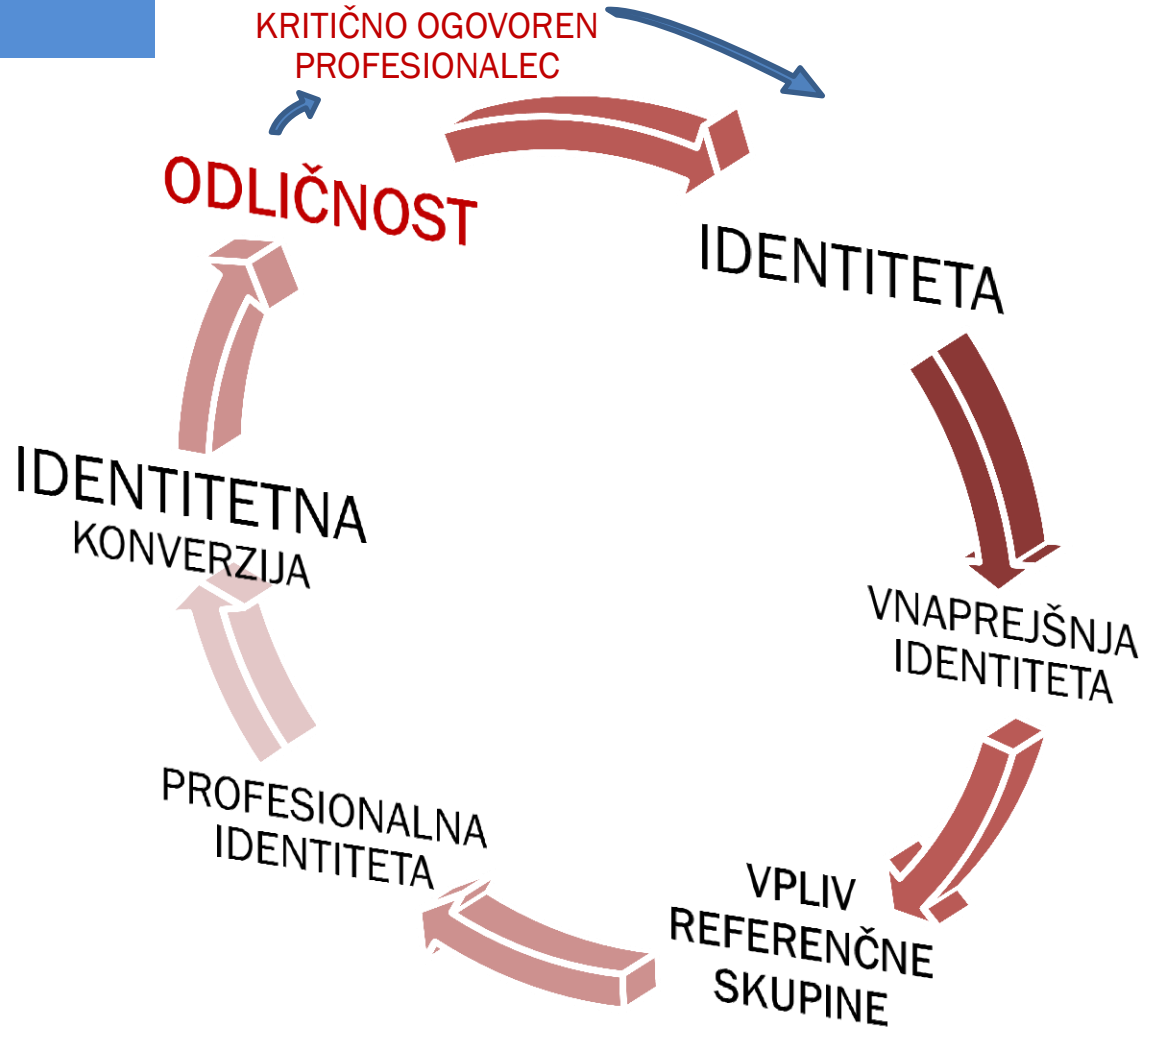 KRITIČNO OGOVOREN
PROFESIONALEC
ODLIČNOST
IDENTITETA
VNAPREJŠNJA
IDENTITETA
VPLIV
REFERENČNE
SKUPINE
PROFESIONALNA
IDENTITETA
IDENTITETNA
KONVERZIJA